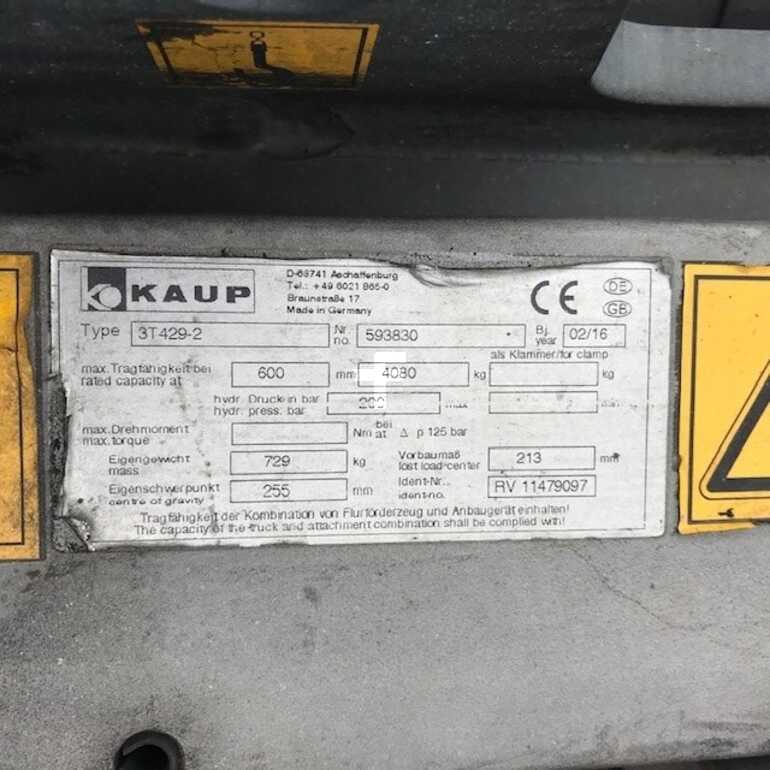 KAUP
D-63741 Aschaffenburg
Tel.: +49 6021 865-0
Braunstraße 17
Made in Germany
CE
DE
GB
Type 3T429-2 Nr. no. 593830 Bj. year 02/16
als Klammer/for clamp
max.Tragfähigkeit bei 600 mm 4080 kg kg
rated capacity at
hydr. Druck in bar max
hydr. press. bar
max.Drehmoment Nm bei at Δ p 125 bar
max.torque
Eigengewicht 729 kg Vorbaumaß 213 mm
mass lost load-center
Eigenschwerpunkt 255 mm Ident-Nr.. RV 11479097
centre of gravity ident-no.
Tragfähigkeit der Kombination von Flurförderzeug und Anbaugerät einhalten!
The capacity of the truck and attachment combination shall be complied with!